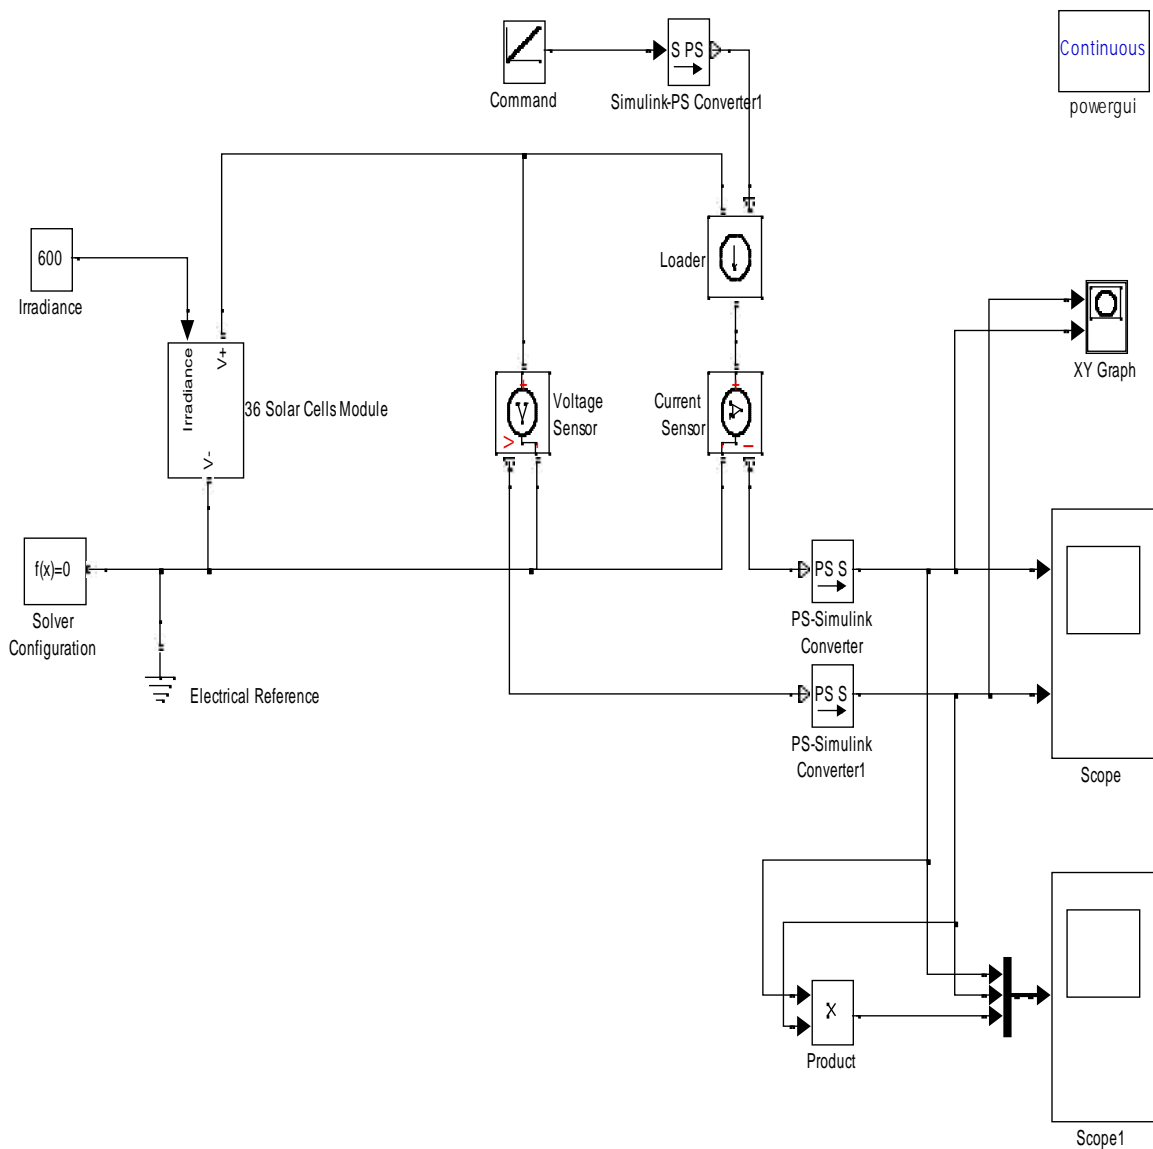 S PS
Continuous
Command
Simulink-PS Converter1
powergui
600
Loader
Irradiance
Irradiance
V+
V-
36 Solar Cells Module
V
Voltage
Sensor
V
Current
Sensor
A
XY Graph
f(x)=0
Solver
Configuration
PS S
PS-Simulink
Converter
Electrical Reference
PS S
PS-Simulink
Converter1
Scope
X
Product
Scope1